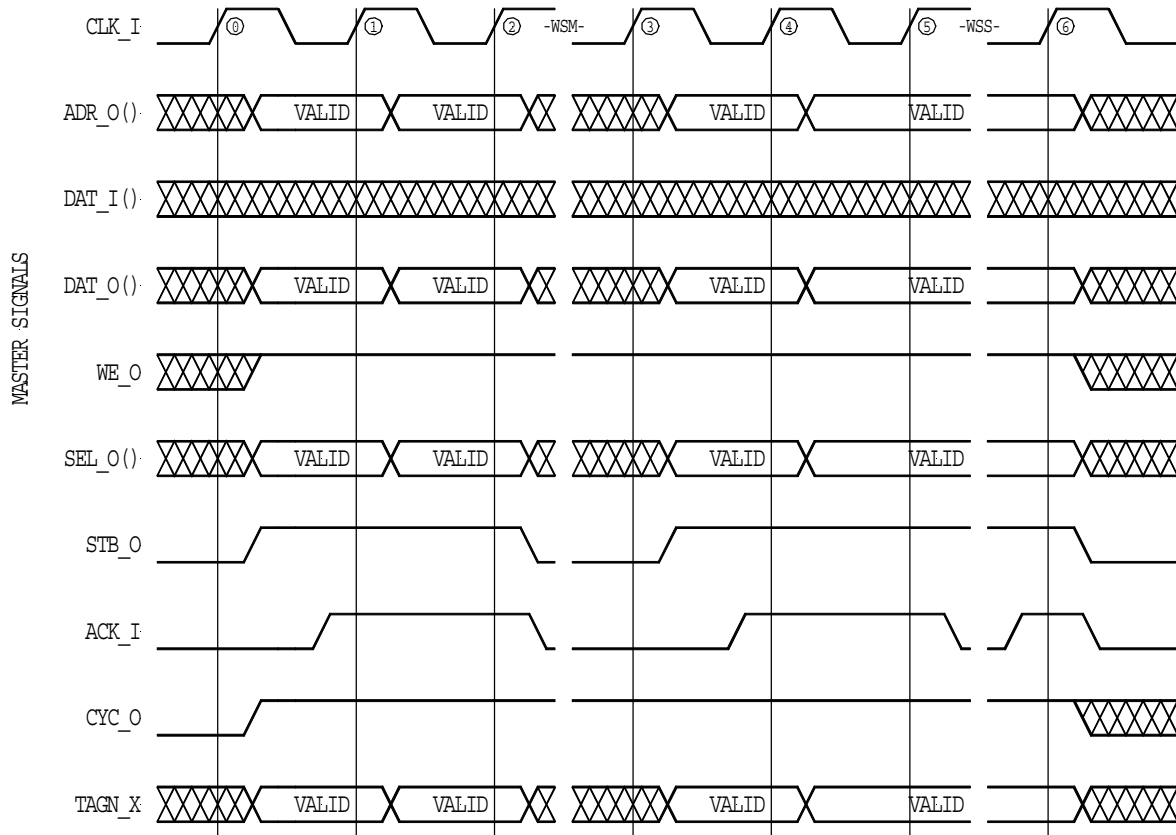 MASTER SIGNALS
CLK_I 0 1 2 -WSM- 3 4 5 -WSS- 6
ADR_O() VALID VALID VALID VALID
DAT_I()
DAT_O() VALID VALID VALID VALID
WE_O
SEL_O() VALID VALID VALID VALID
STB_O
ACK_I
CYC_O
TAGN_X VALID VALID VALID VALID